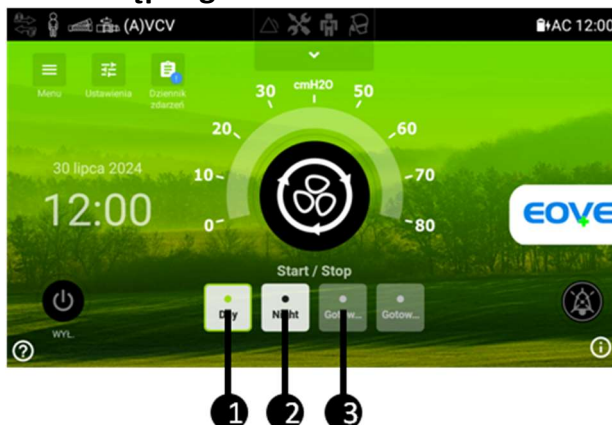 (A)VCV
AC 12:00
Menu
Ustawienia
Dziennik
zdarzeń
30 lipca 2024
12:00
cmH2O
0
10
20
30
50
60
70
80
EOVE
Start / Stop
WYŁ.
Day
Night
Gotow...
Gotow...
1
2
3